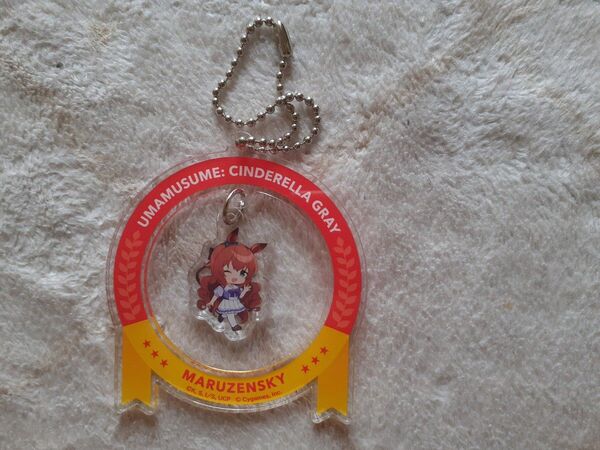 UMAMUSUME: CINDERELLA GRAY
MARUZENSKY
© Cygames, Inc.